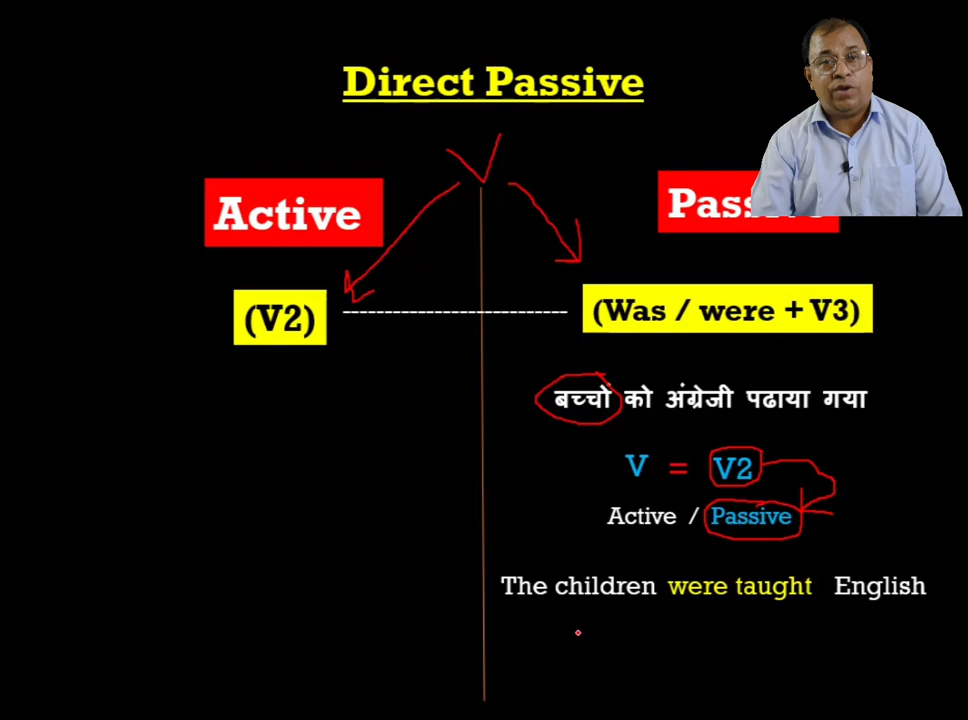 Direct Passive
Active
(V2)
(Was / were + V3)
बच्चों को अंग्रेजी पढाया गया
V = V2
Active / Passive
The children were taught English